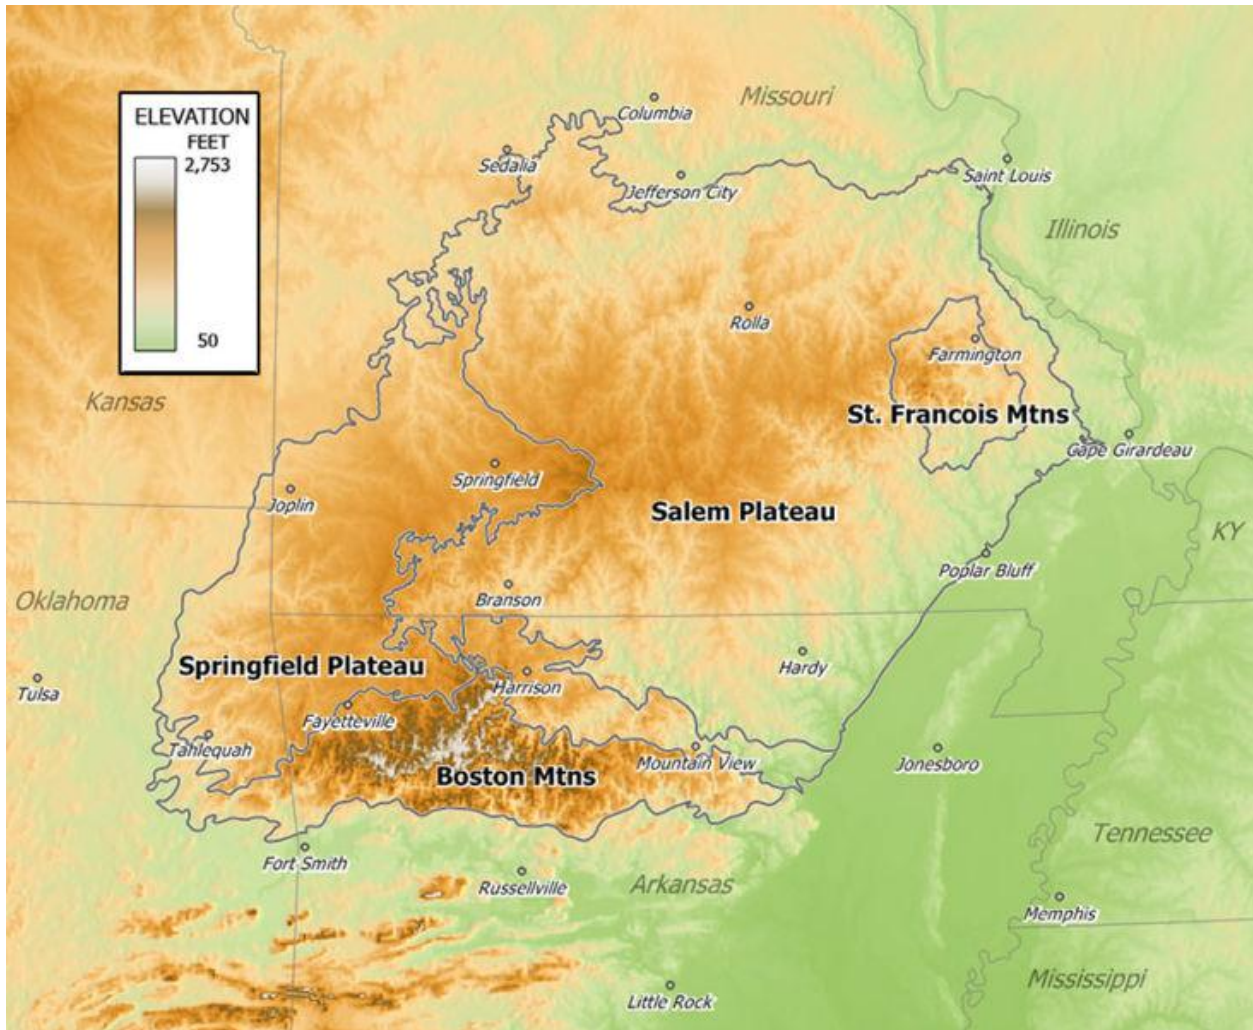 Missouri
Columbia
ELEVATION
FEET
2,753
50
Sedalia
Saint Louis
Jefferson City
Illinois
Rolla
Farmington
Kansas
St. Francois Mtns
Cape Girardeau
Springfield
Joplin
Salem Plateau
KY
Poplar Bluff
Oklahoma
Branson
Springfield Plateau
Hardy
Tulsa
Harrison
Fayetteville
Tahlequah
Mountain View
Jonesboro
Boston Mtns
Tennessee
Fort Smith
Russellville
Arkansas
Memphis
Mississippi
Little Rock